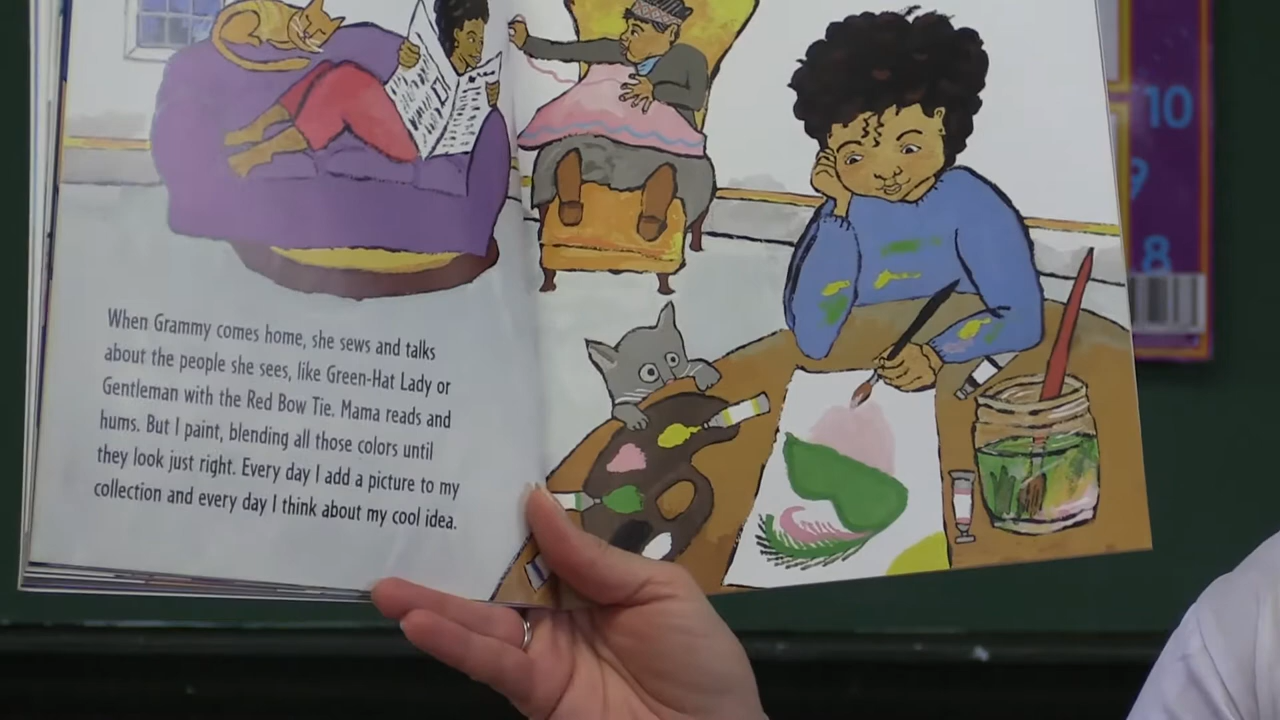 When Grammy comes home, she sews and talks
about the people she sees, like Green-Hat Lady or
Gentleman with the Red Bow Tie. Mama reads and
hums. But I paint, blending all those colors until
they look just right. Every day I add a picture to my
collection and every day I think about my cool idea.
10
9
8